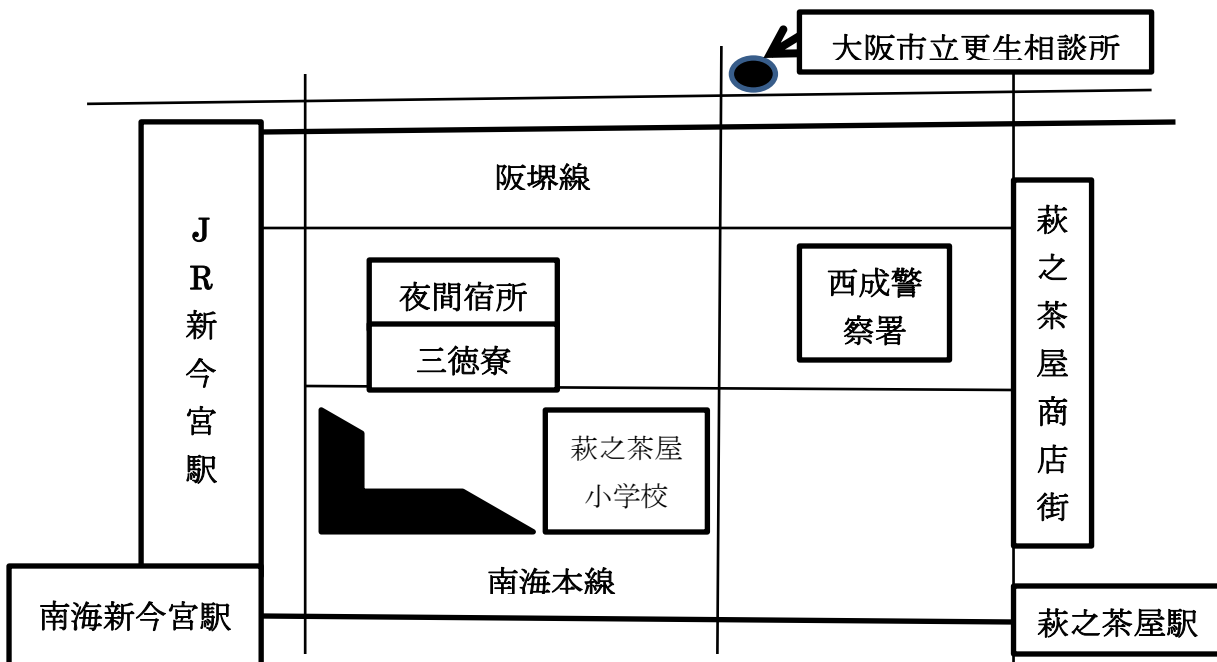 大阪市立更生相談所
阪堺線
JR新今宮駅
夜間宿所
三徳寮
西成警
察署
萩之茶屋商店街
萩之茶屋
小学校
南海本線
南海新今宮駅
萩之茶屋駅